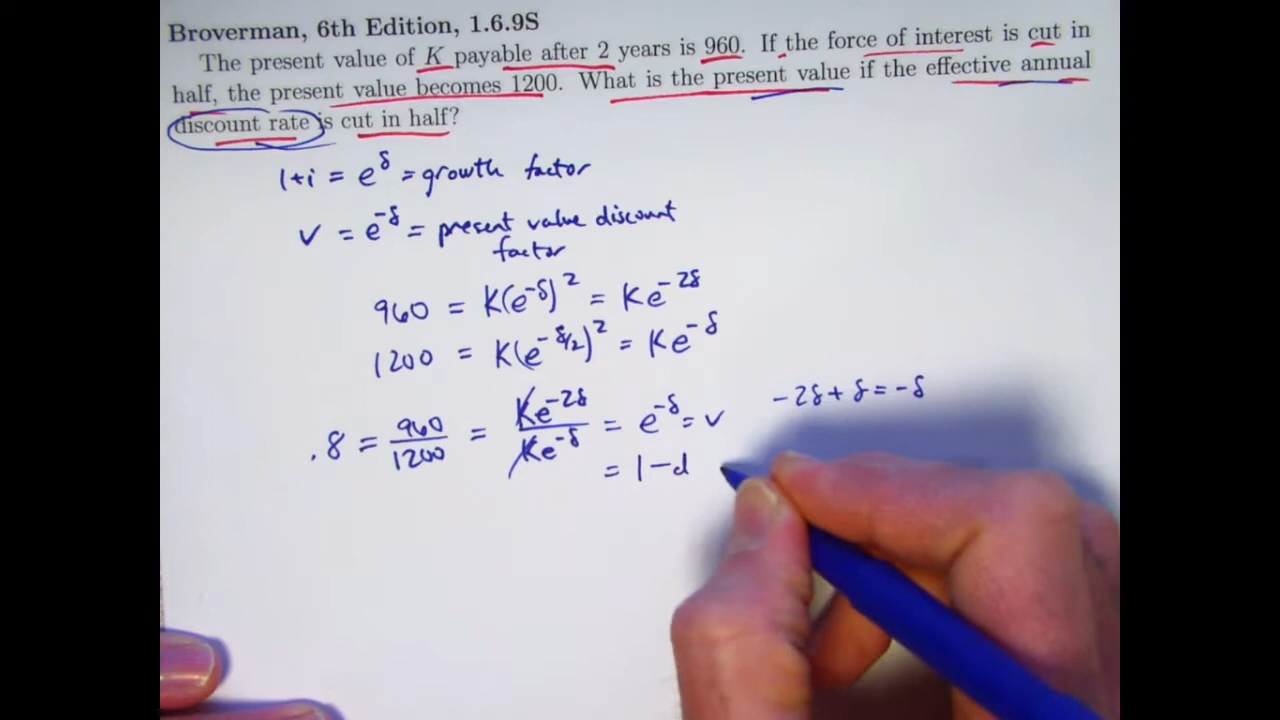 Broverman, 6th Edition, 1.6.9S
The present value of K payable after 2 years is 960. If the force of interest is cut in
half, the present value becomes 1200. What is the present value if the effective annual
discount rate is cut in half?
1+i = e^δ = growth factor
v = e^-δ = present value discount
factor
960 = K(e^-δ)^2 = Ke^-2δ
1200 = K(e^-δ/2)^2 = Ke^-δ
.8 = 960/1200 = Ke^-2δ/Ke^-δ = e^-δ = v
-2δ + δ = -δ
= 1-d